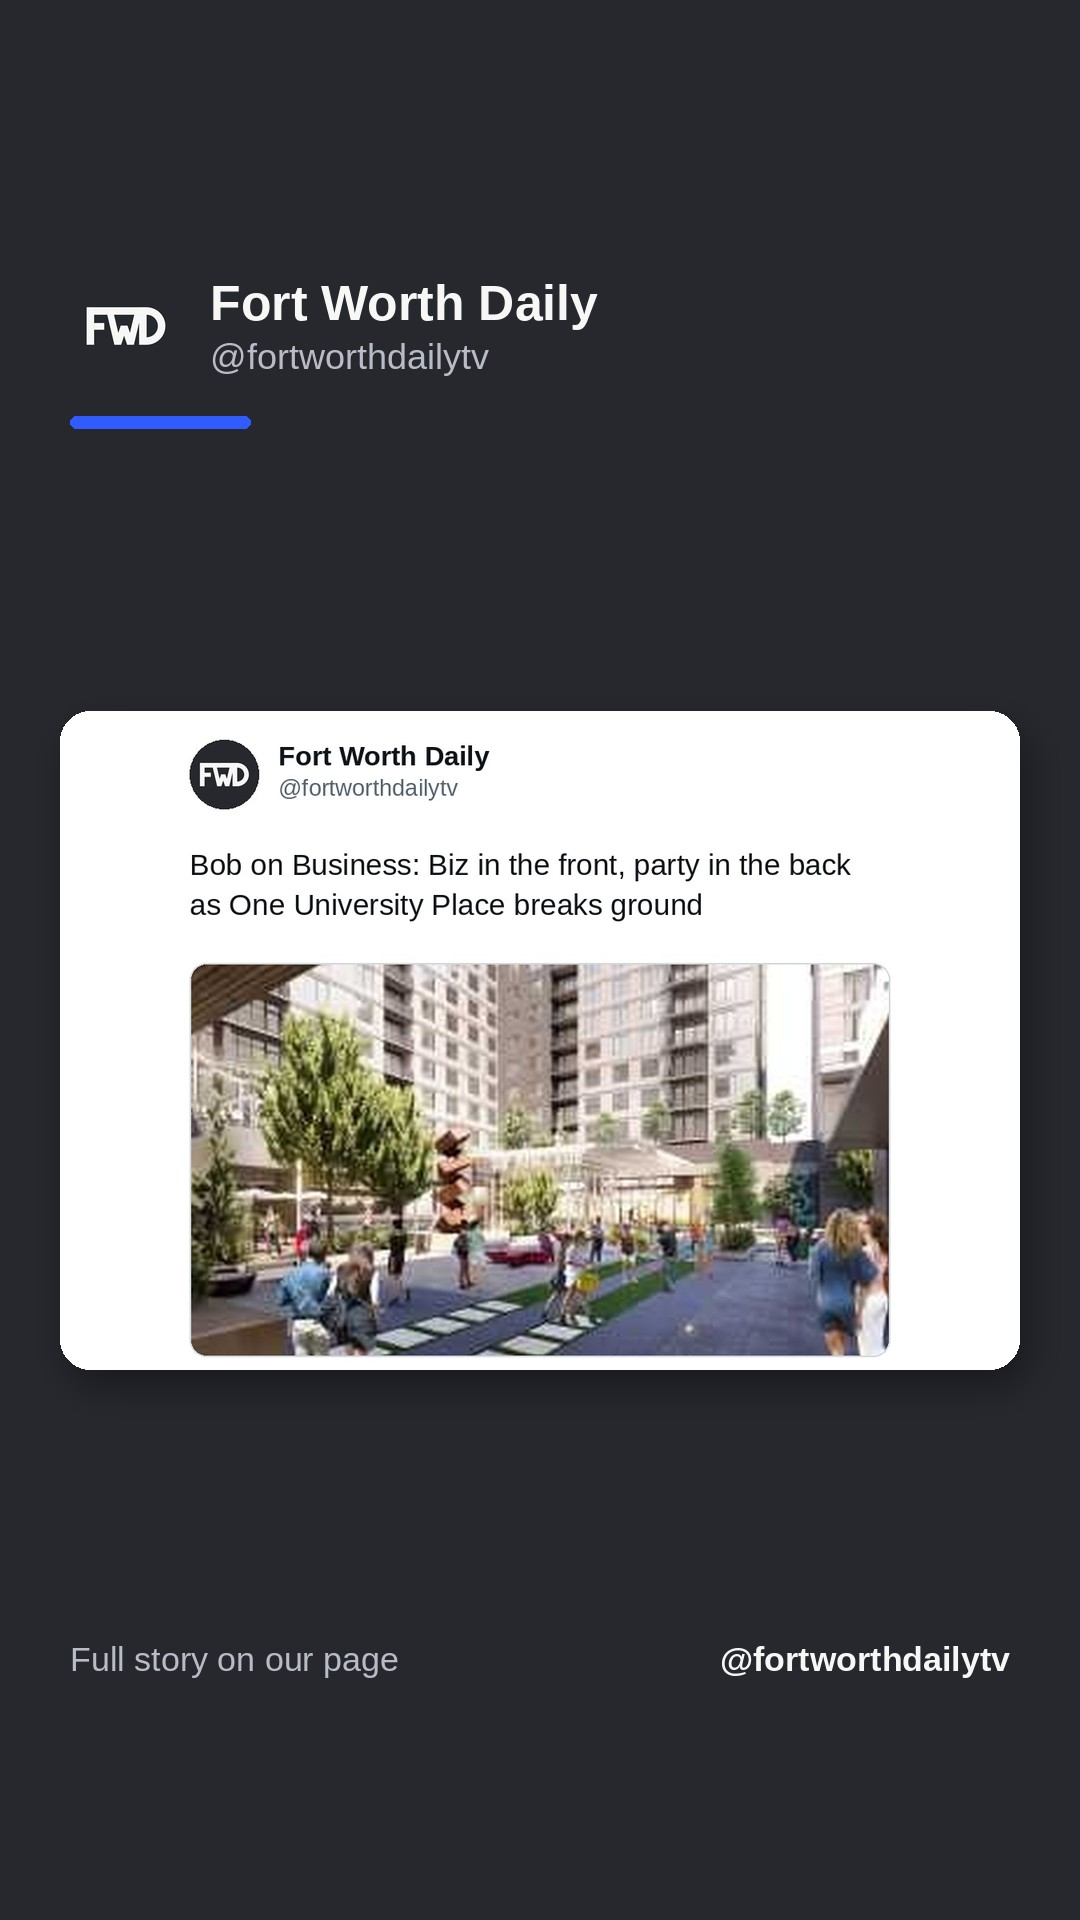 FWD
Fort Worth Daily
@fortworthdailytv
FWD
Fort Worth Daily
@fortworthdailytv
Bob on Business: Biz in the front, party in the back
as One University Place breaks ground
Full story on our page
@fortworthdailytv